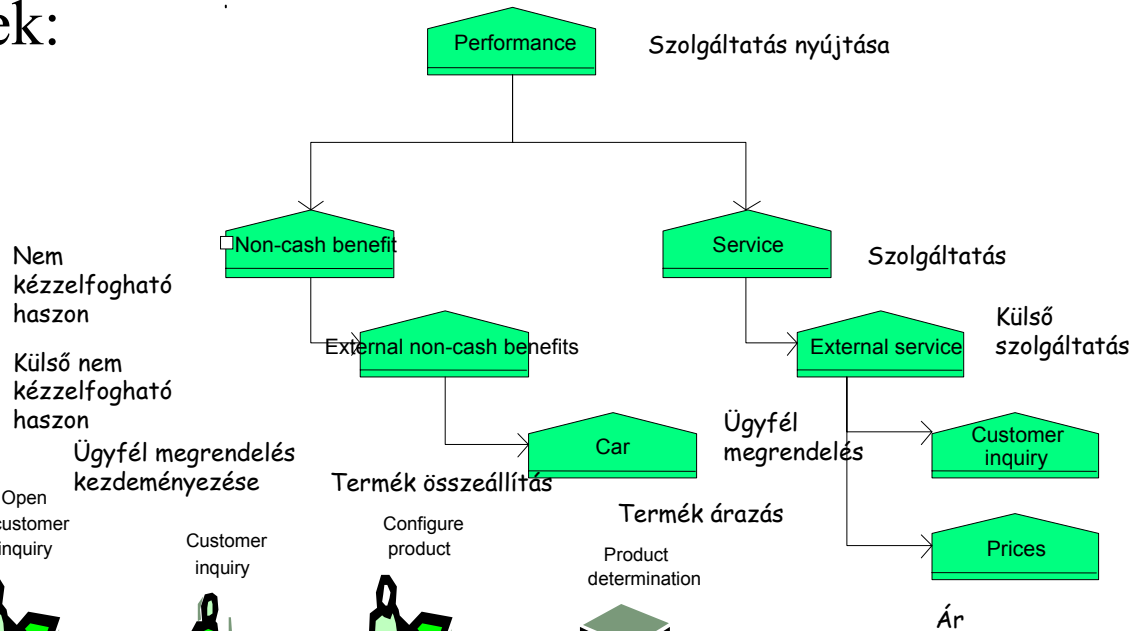 ek:
Performance
Szolgáltatás nyújtása
Non-cash benefit
Service
Szolgáltatás
Nem
kézzelfogható
haszon
External non-cash benefits
External service
Külső
szolgáltatás
Külső nem
kézzelfogható
haszon
Car
Ügyfél
megrendelés
Customer
inquiry
Ügyfél megrendelés
kezdeményezése
Termék összeállítás
Termék árazás
Prices
Ár
Open
customer
inquiry
Customer
inquiry
Configure
product
Product
determination